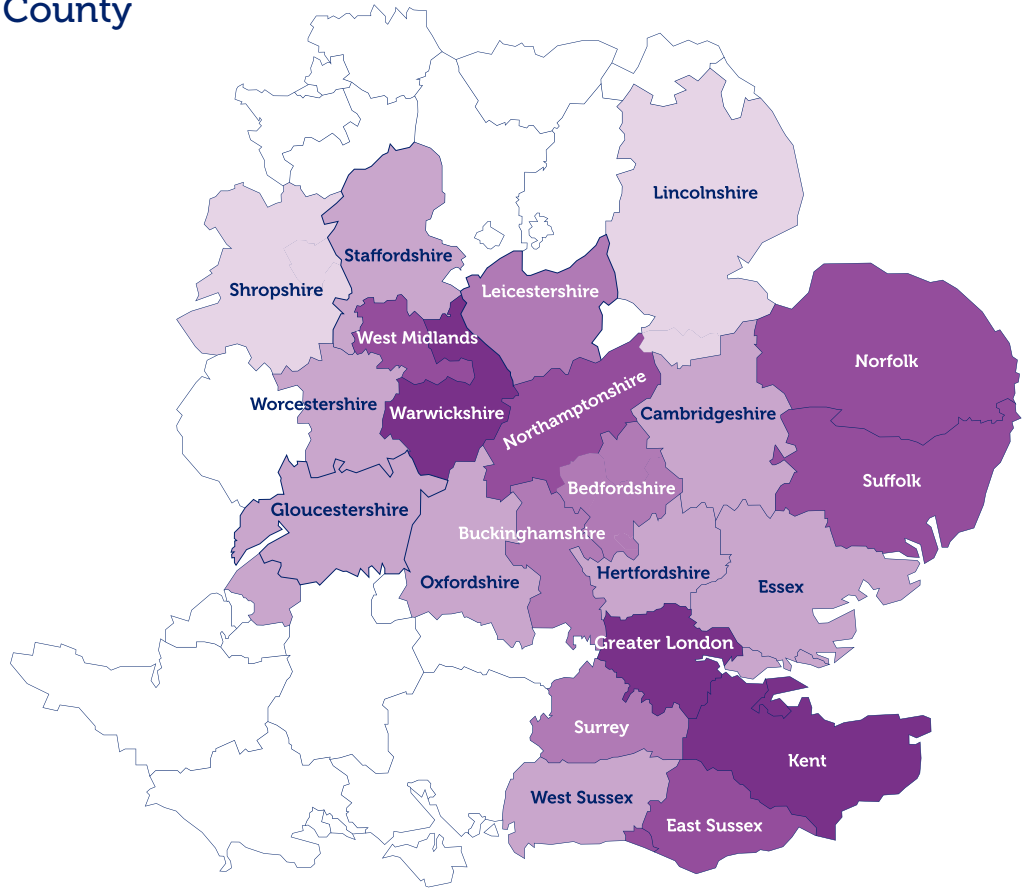 County
Lincolnshire
Staffordshire
Shropshire
Leicestershire
West Midlands
Norfolk
Worcestershire
Warwickshire
Northamptonshire
Cambridgeshire
Suffolk
Bedfordshire
Gloucestershire
Buckinghamshire
Oxfordshire
Hertfordshire
Essex
Greater London
Surrey
Kent
West Sussex
East Sussex